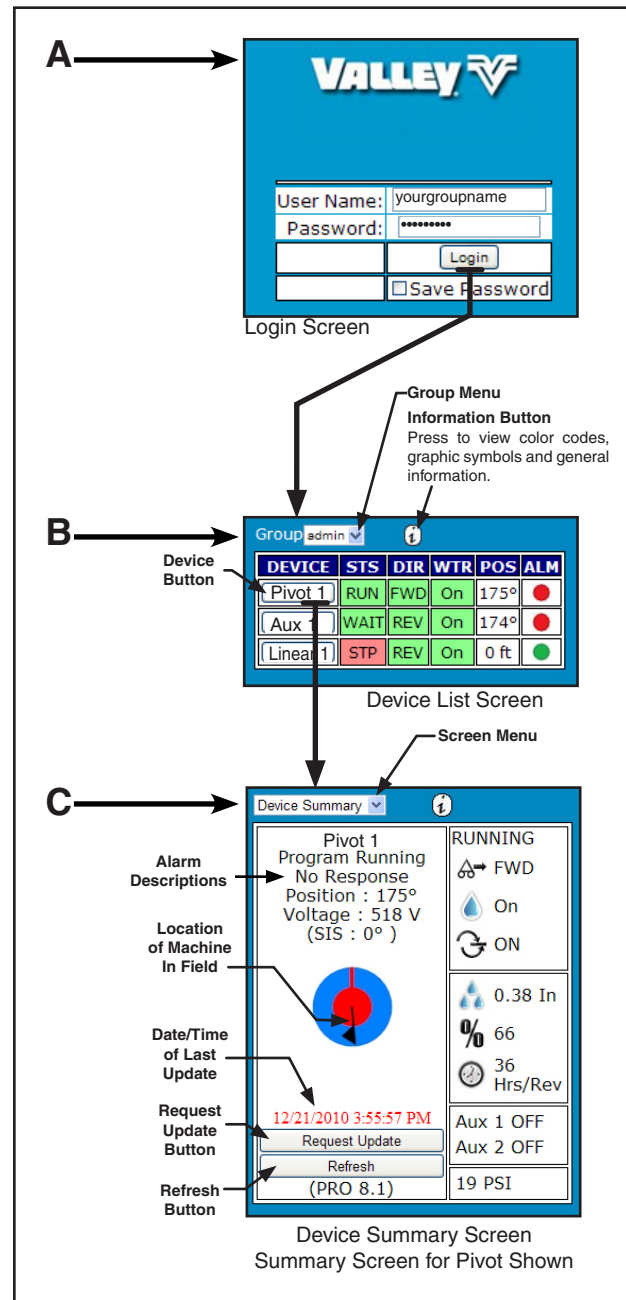 A
VALLEY
User Name: yourgroupname
Password: •••••••••
Login
Save Password
Login Screen
Group Menu
Information Button
Press to view color codes,
graphic symbols and general
information.
B
Group admin
i
Device
Button
DEVICE STS DIR WTR POS ALM
Pivot 1 RUN FWD On 175°
Aux 1 WAIT REV On 174°
Linear 1 STP REV On 0 ft
Device List Screen
Screen Menu
C
Device Summary
i
Alarm
Descriptions
Pivot 1
Program Running
No Response
Position : 175°
Voltage : 518 V
(SIS : 0° )
RUNNING
FWD
On
ON
Location
of Machine
In Field
0.38 In
% 66
36
Hrs/Rev
Date/Time
of Last
Update
12/21/2010 3:55:57 PM
Request
Update
Button
Request Update
Refresh
Button
Refresh
(PRO 8.1)
Aux 1 OFF
Aux 2 OFF
19 PSI
Device Summary Screen
Summary Screen for Pivot Shown